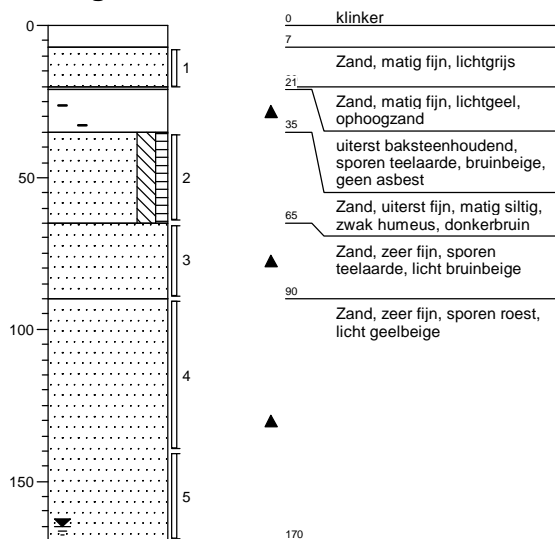 0
klinker
0
7
Zand, matig fijn, lichtgrijs
1
21
Zand, matig fijn, lichtgeel,
ophoogzand
35
uiterst baksteenhoudend,
sporen teelaarde, bruinbeige,
geen asbest
50
2
Zand, uiterst fijn, matig siltig,
zwak humeus, donkerbruin
65
Zand, zeer fijn, sporen
teelaarde, licht bruinbeige
3
90
Zand, zeer fijn, sporen roest,
licht geelbeige
100
4
150
5
170